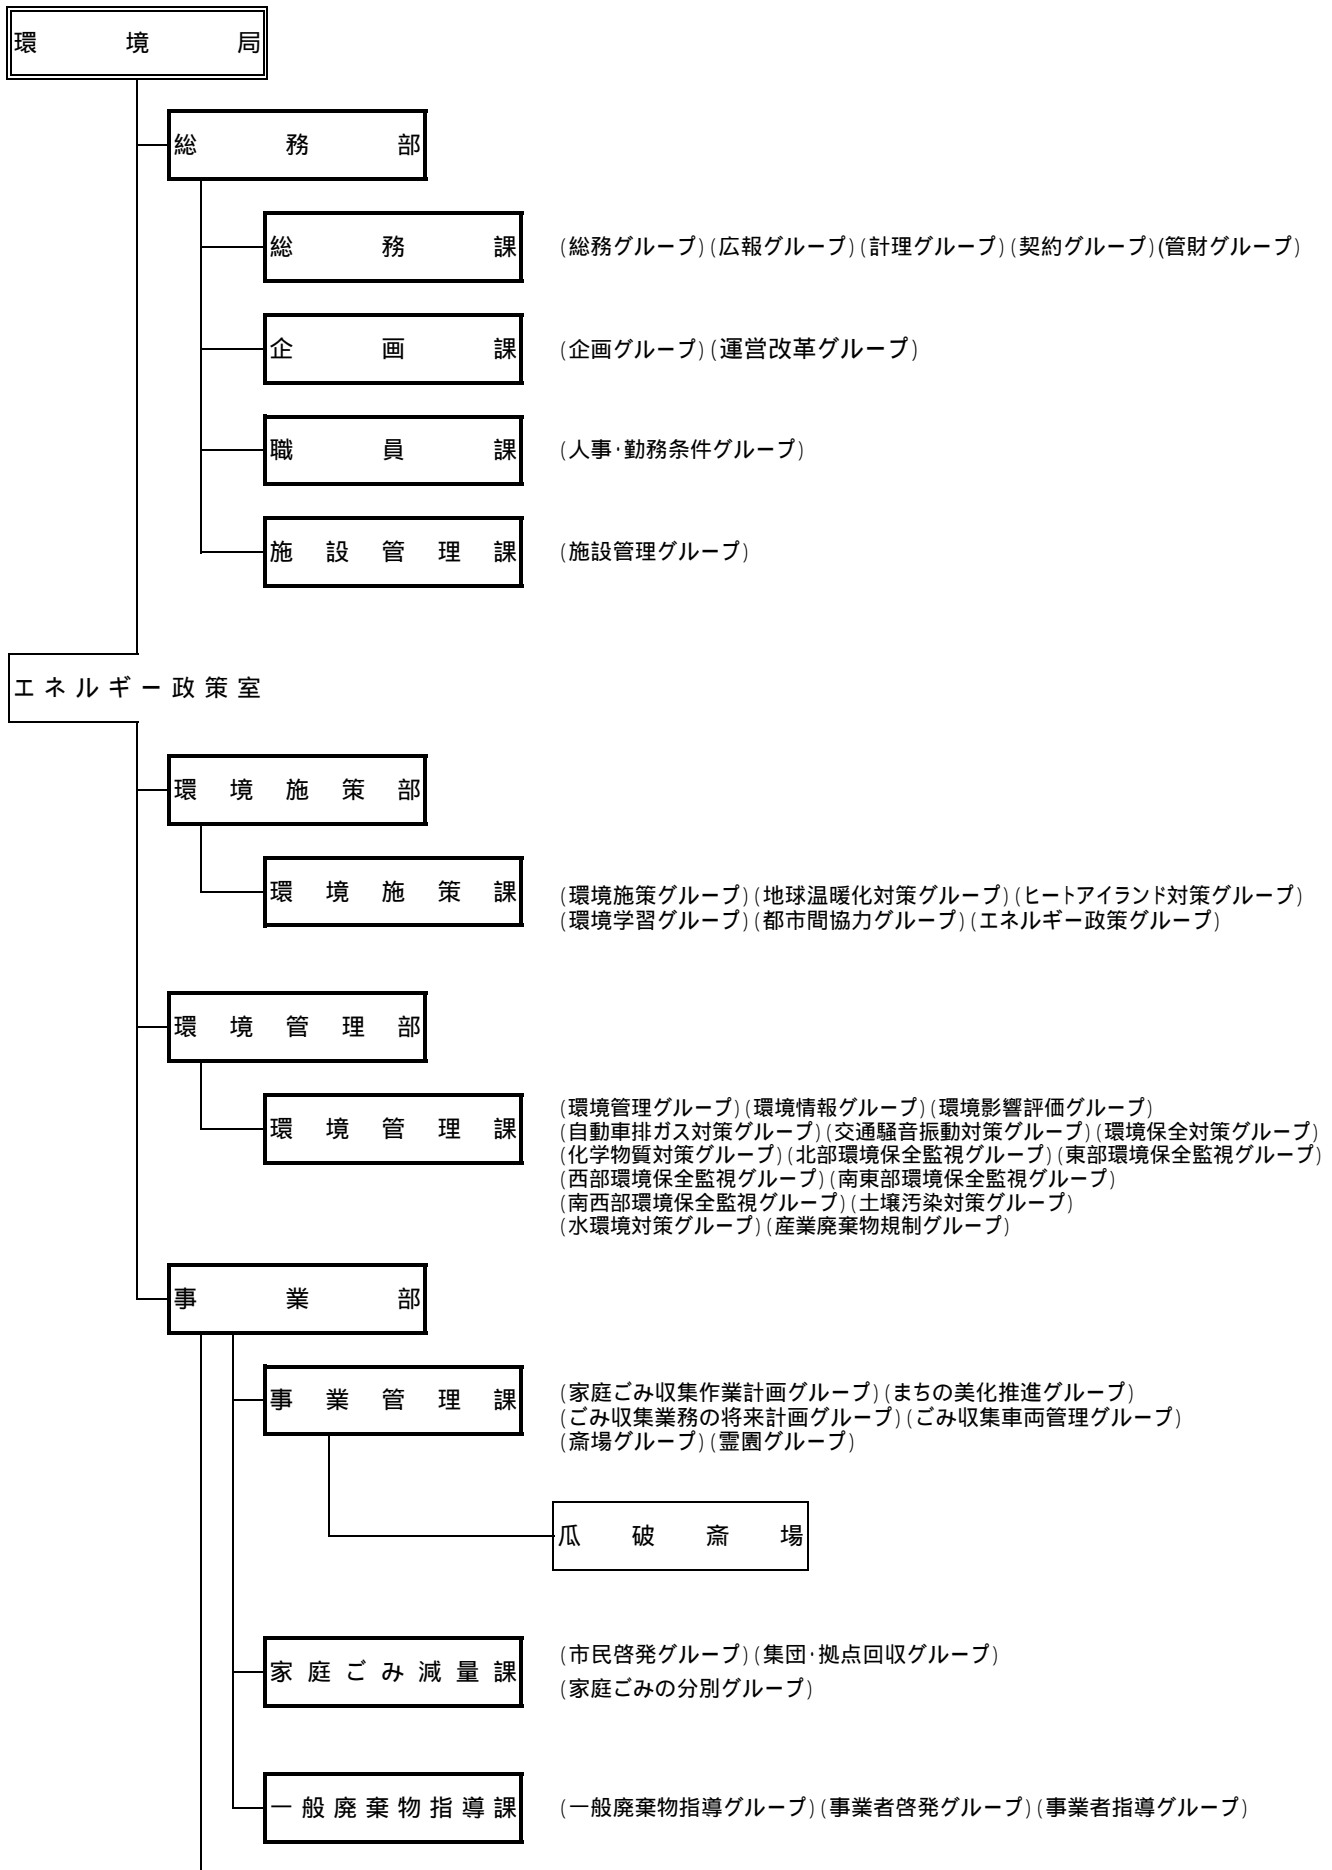 環境局
総務部
総務課 (総務グループ)(広報グループ)(計理グループ)(契約グループ)(管財グループ)
企画課 (企画グループ)(運営改革グループ)
職員課 (人事・勤務条件グループ)
施設管理課 (施設管理グループ)
エネルギー政策室
環境施策部
環境施策課 (環境施策グループ)(地球温暖化対策グループ)(ヒートアイランド対策グループ)
(環境学習グループ)(都市間協力グループ)(エネルギー政策グループ)
環境管理部
環境管理課 (環境管理グループ)(環境情報グループ)(環境影響評価グループ)
(自動車排ガス対策グループ)(交通騒音振動対策グループ)(環境保全対策グループ)
(化学物質対策グループ)(北部環境保全監視グループ)(東部環境保全監視グループ)
(西部環境保全監視グループ)(南東部環境保全監視グループ)
(南西部環境保全監視グループ)(土壌汚染対策グループ)
(水環境対策グループ)(産業廃棄物規制グループ)
事業部
事業管理課 (家庭ごみ収集作業計画グループ)(まちの美化推進グループ)
(ごみ収集業務の将来計画グループ)(ごみ収集車両管理グループ)
(斎場グループ)(霊園グループ)
瓜破斎場
家庭ごみ減量課 (市民啓発グループ)(集団・拠点回収グループ)
(家庭ごみの分別グループ)
一般廃棄物指導課 (一般廃棄物指導グループ)(事業者啓発グループ)(事業者指導グループ)